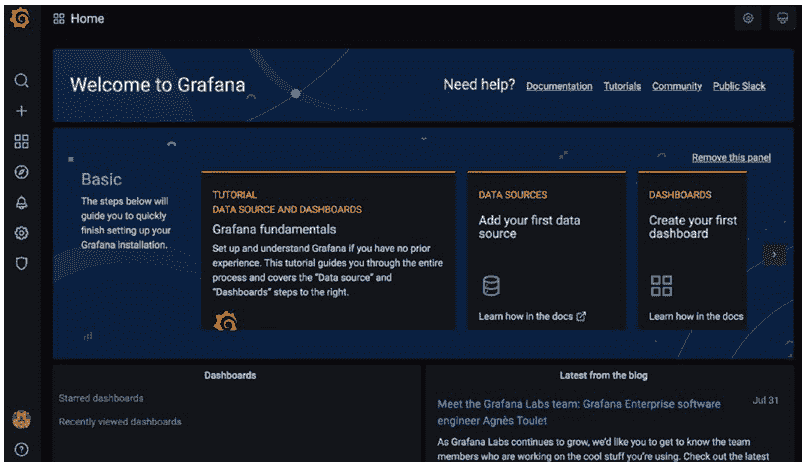 Home
Welcome to Grafana
Need help? Documentation Tutorials Community Public Slack
Remove this panel
Basic
The steps below will
guide you to quickly
finish setting up your
Grafana installation.
TUTORIAL
DATA SOURCE AND DASHBOARDS
Grafana fundamentals
Set up and understand Grafana if you have no prior
experience. This tutorial guides you through the entire
process and covers the “Data source” and
“Dashboards” steps to the right.
DATA SOURCES
Add your first data
source
Learn how in the docs
DASHBOARDS
Create your first
dashboard
Learn how in the docs
Dashboards
Starred dashboards
Recently viewed dashboards
Latest from the blog
Meet the Grafana Labs team: Grafana Enterprise software
engineer Agnès Toulet
Jul 31
As Grafana Labs continues to grow, we’d like you to get to know the team
members who are working on the cool stuff you’re using. Check out the latest